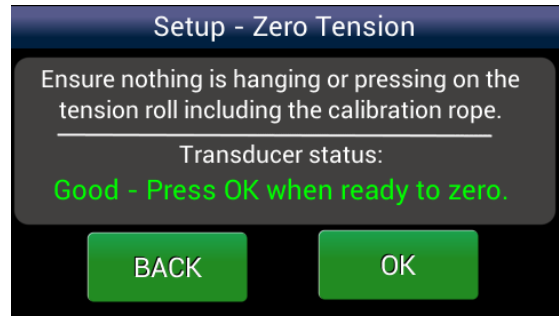 Setup - Zero Tension
Ensure nothing is hanging or pressing on the
tension roll including the calibration rope.
Transducer status:
Good - Press OK when ready to zero.
BACK
OK